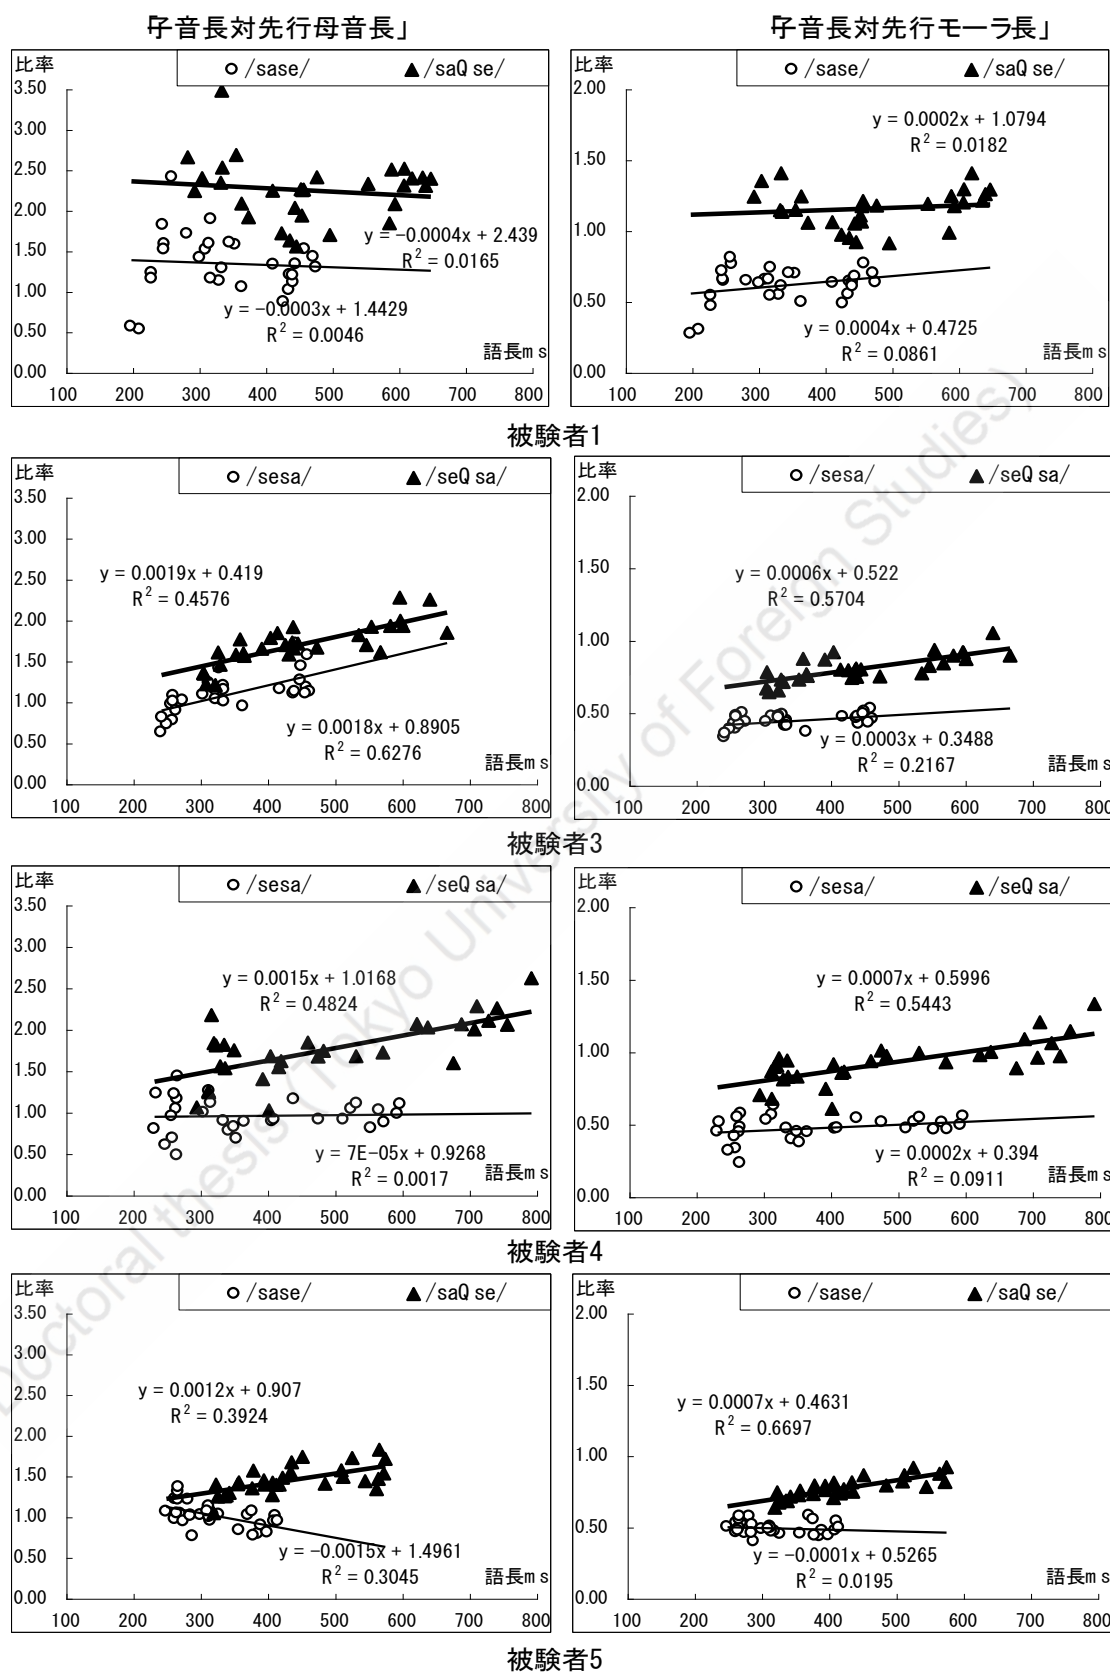 「子音長対先行母音長」
「子音長対先行モーラ長」
比率
/sase/
/saQ se/
3.50
3.00
2.50
2.00
1.50
1.00
0.50
0.00
y = -0.0004x + 2.439
R2 = 0.0165
y = -0.0003x + 1.4429
R2 = 0.0046
語長ms
100 200 300 400 500 600 700 800
比率
/sase/
/saQ se/
2.00
1.50
1.00
0.50
0.00
y = 0.0002x + 1.0794
R2 = 0.0182
y = 0.0004x + 0.4725
R2 = 0.0861
語長ms
100 200 300 400 500 600 700 800
被験者1
比率
/sesa/
/seQ sa/
3.50
3.00
2.50
2.00
1.50
1.00
0.50
0.00
y = 0.0019x + 0.419
R2 = 0.4576
y = 0.0018x + 0.8905
R2 = 0.6276
語長ms
100 200 300 400 500 600 700 800
比率
/sesa/
/seQ sa/
2.00
1.50
1.00
0.50
0.00
y = 0.0006x + 0.522
R2 = 0.5704
y = 0.0003x + 0.3488
R2 = 0.2167
語長ms
100 200 300 400 500 600 700 800
被験者3
比率
/sesa/
/seQ sa/
3.50
3.00
2.50
2.00
1.50
1.00
0.50
0.00
y = 0.0015x + 1.0168
R2 = 0.4824
y = 7E-05x + 0.9268
R2 = 0.0017
語長ms
100 200 300 400 500 600 700 800
比率
/sesa/
/seQ sa/
2.00
1.50
1.00
0.50
0.00
y = 0.0007x + 0.5996
R2 = 0.5443
y = 0.0002x + 0.394
R2 = 0.0911
語長ms
100 200 300 400 500 600 700 800
被験者4
比率
/sase/
/saQ se/
3.50
3.00
2.50
2.00
1.50
1.00
0.50
0.00
y = 0.0012x + 0.907
R2 = 0.3924
y = -0.0015x + 1.4961
R2 = 0.3045
語長ms
100 200 300 400 500 600 700 800
比率
/sase/
/saQ se/
2.00
1.50
1.00
0.50
0.00
y = 0.0007x + 0.4631
R2 = 0.6697
y = -0.0001x + 0.5265
R2 = 0.0195
語長ms
100 200 300 400 500 600 700 800
被験者5
Doctoral thesis (Tokyo University of Foreign Studies)